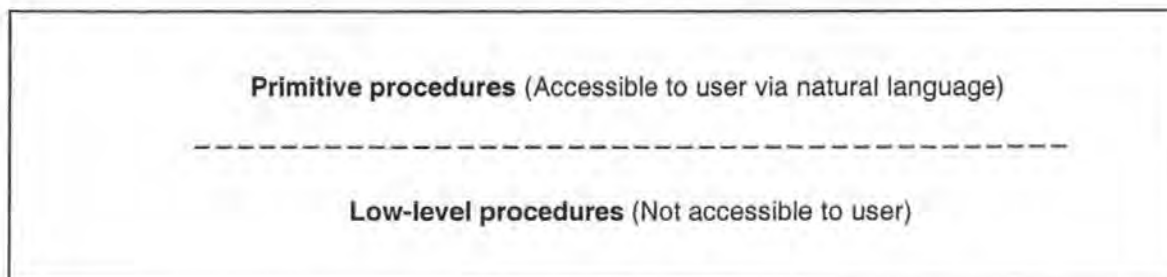 Primitive procedures (Accessible to user via natural language)
Low-level procedures (Not accessible to user)